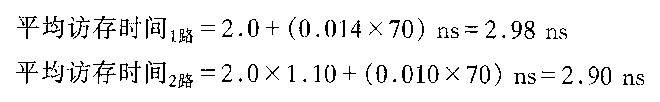 平均访存时间1路=2.0+(0.014×70) ns=2.98 ns
平均访存时间2路=2.0×1.10+(0.010×70) ns=2.90 ns